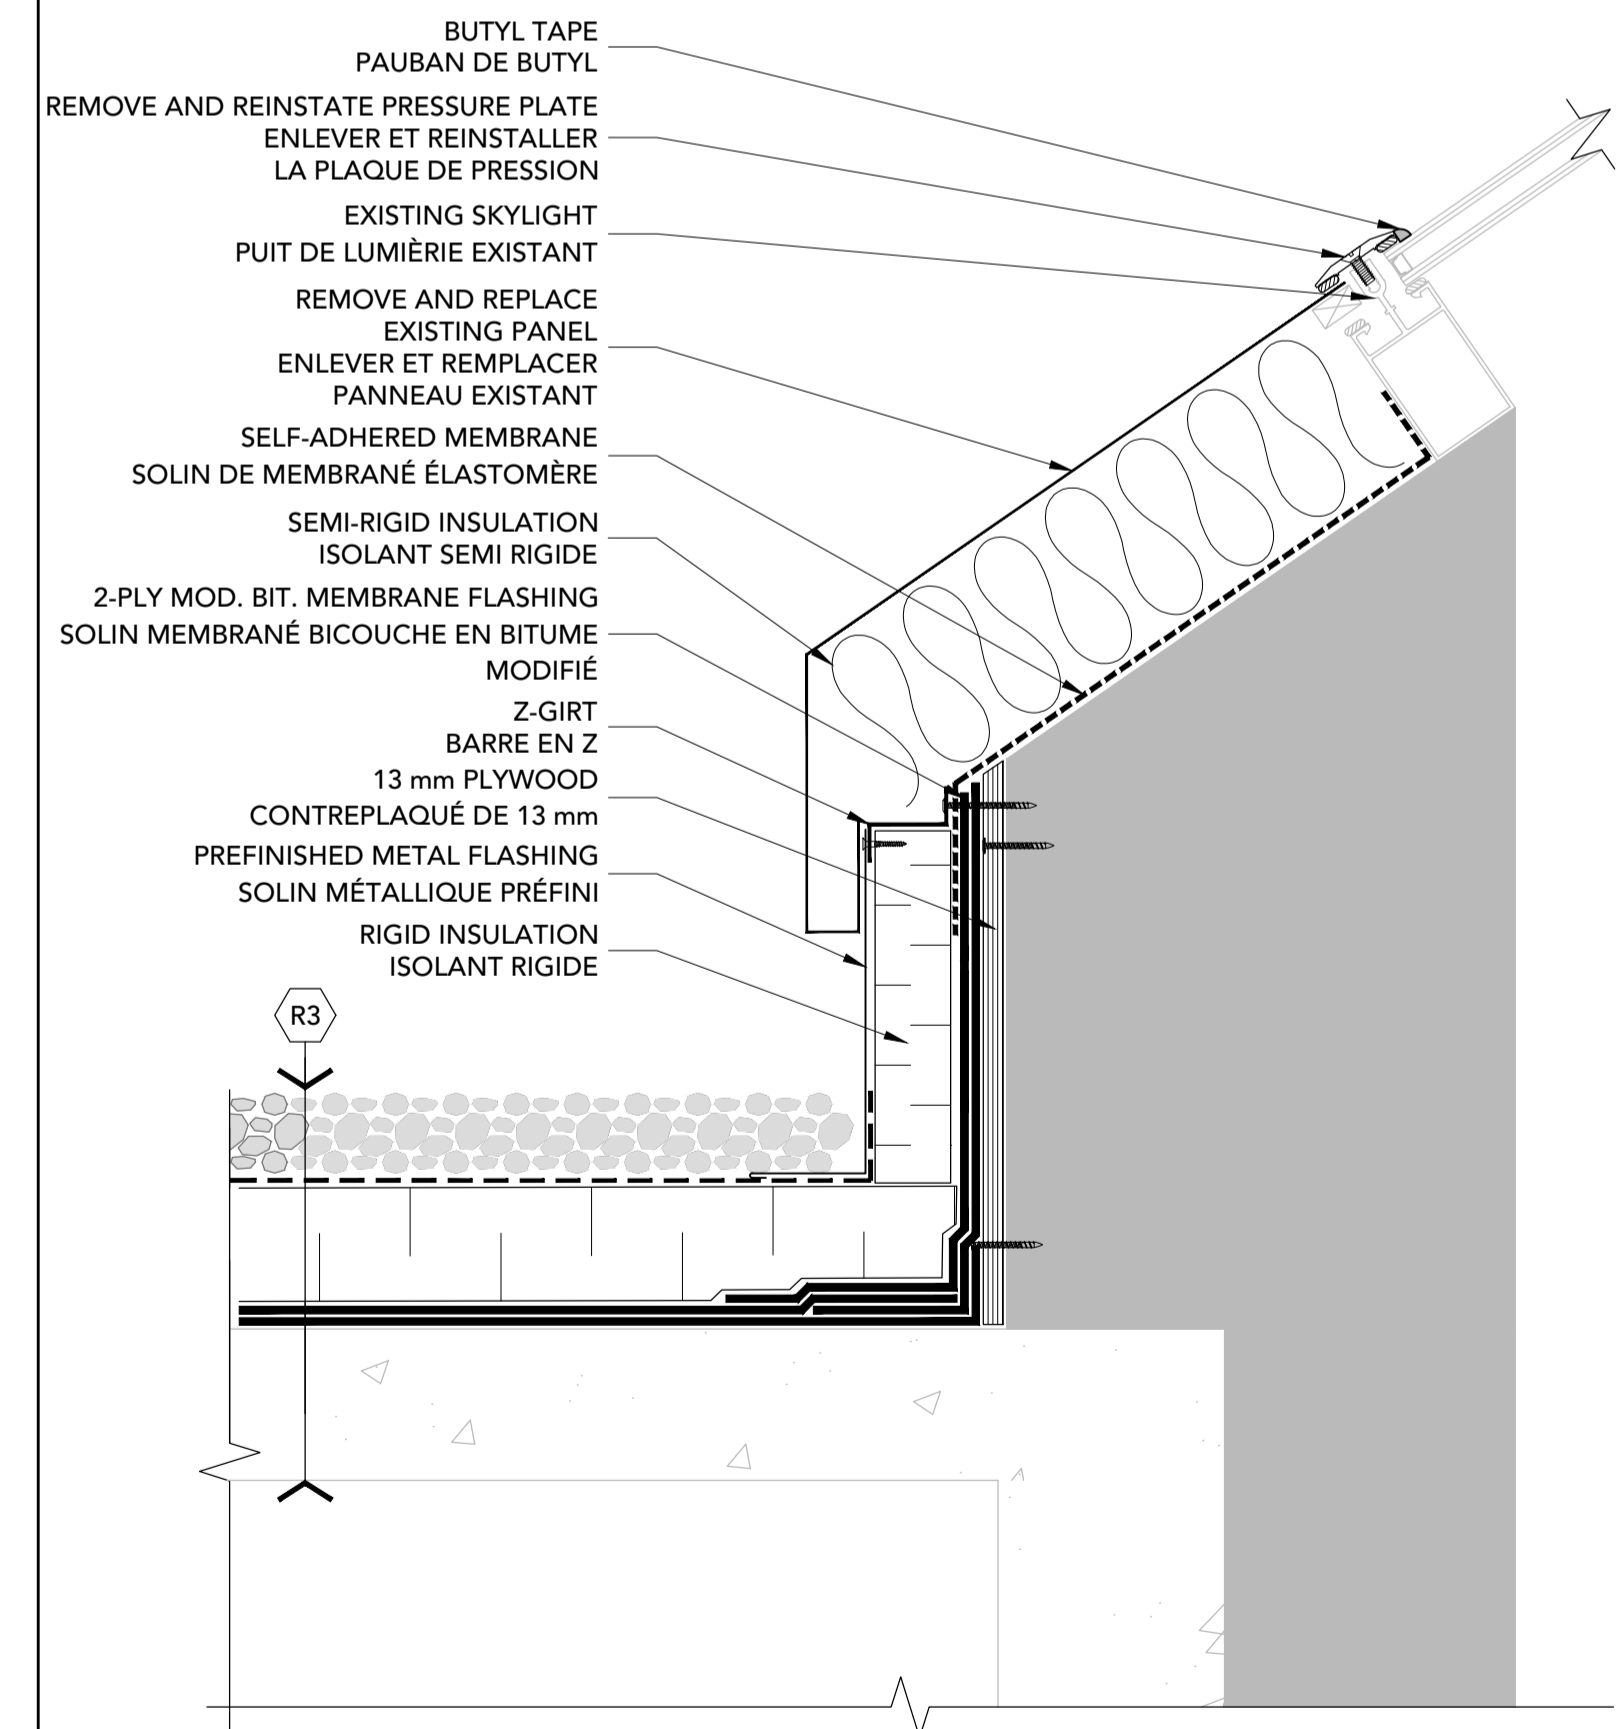 BUTYL TAPE
PAUBAN DE BUTYL
REMOVE AND REINSTATE PRESSURE PLATE
ENLEVER ET REINSTALLER
LA PLAQUE DE PRESSION
EXISTING SKYLIGHT
PUIT DE LUMIÈRIE EXISTANT
REMOVE AND REPLACE
EXISTING PANEL
ENLEVER ET REMPLACER
PANNEAU EXISTANT
SELF-ADHERED MEMBRANE
SOLIN DE MEMBRANÉ ÉLASTOMÈRE
SEMI-RIGID INSULATION
ISOLANT SEMI RIGIDE
2-PLY MOD. BIT. MEMBRANE FLASHING
SOLIN MEMBRANÉ BICOUCHE EN BITUME
MODIFIÉ
Z-GIRT
BARRE EN Z
13 mm PLYWOOD
CONTREPLAQUÉ DE 13 mm
PREFINISHED METAL FLASHING
SOLIN MÉTALLIQUE PRÉFINI
RIGID INSULATION
ISOLANT RIGIDE
R3